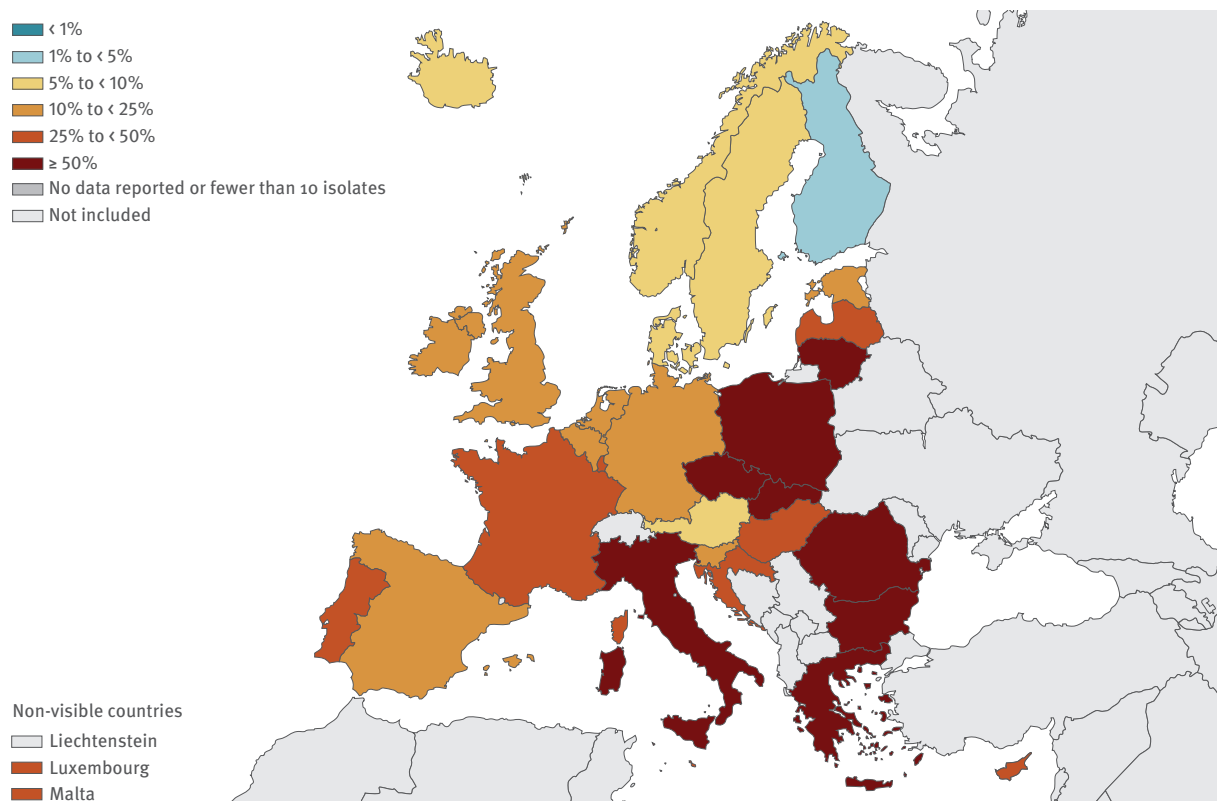 < 1%
1% to < 5%
5% to < 10%
10% to < 25%
25% to < 50%
≥ 50%
No data reported or fewer than 10 isolates
Not included
Non-visible countries
Liechtenstein
Luxembourg
Malta